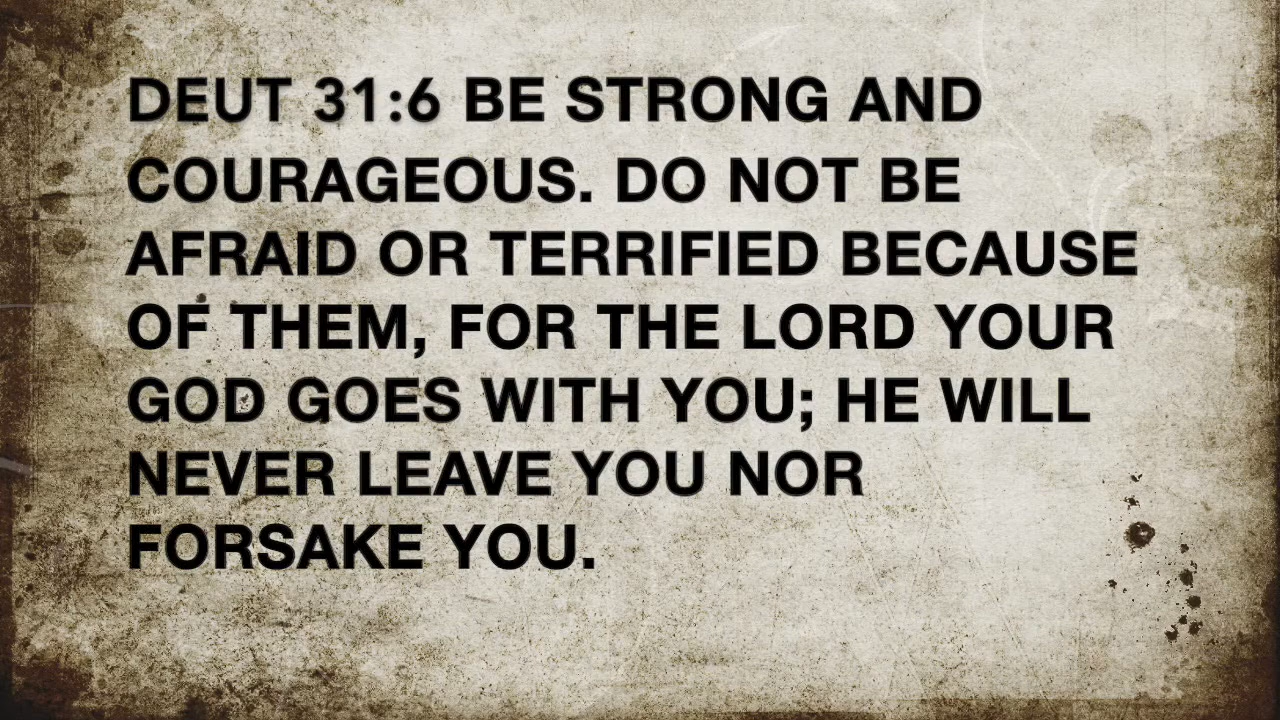 DEUT 31:6 BE STRONG AND
COURAGEOUS. DO NOT BE
AFRAID OR TERRIFIED BECAUSE
OF THEM, FOR THE LORD YOUR
GOD GOES WITH YOU; HE WILL
NEVER LEAVE YOU NOR
FORSAKE YOU.